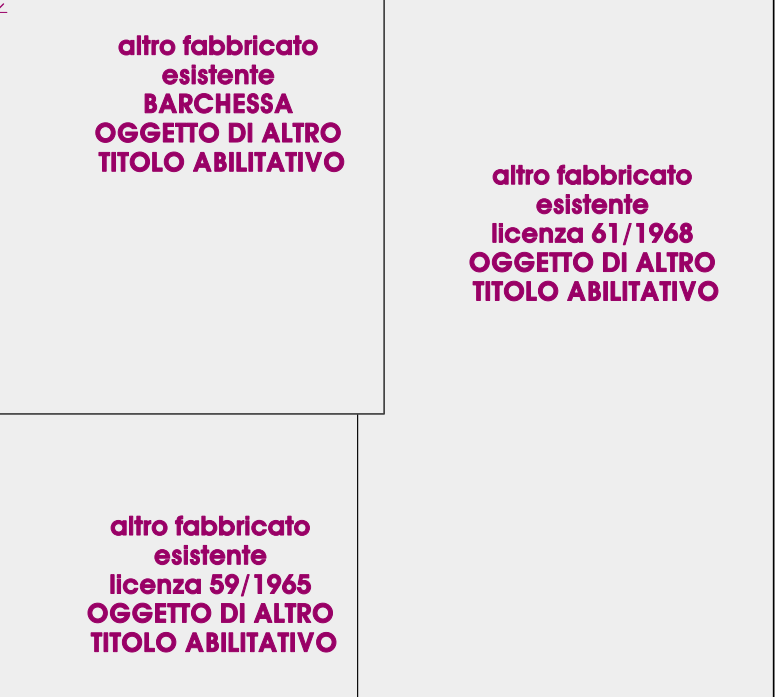 altro fabbricato
esistente
BARCHESSA
OGGETTO DI ALTRO
TITOLO ABILITATIVO
altro fabbricato
esistente
licenza 61/1968
OGGETTO DI ALTRO
TITOLO ABILITATIVO
altro fabbricato
esistente
licenza 59/1965
OGGETTO DI ALTRO
TITOLO ABILITATIVO